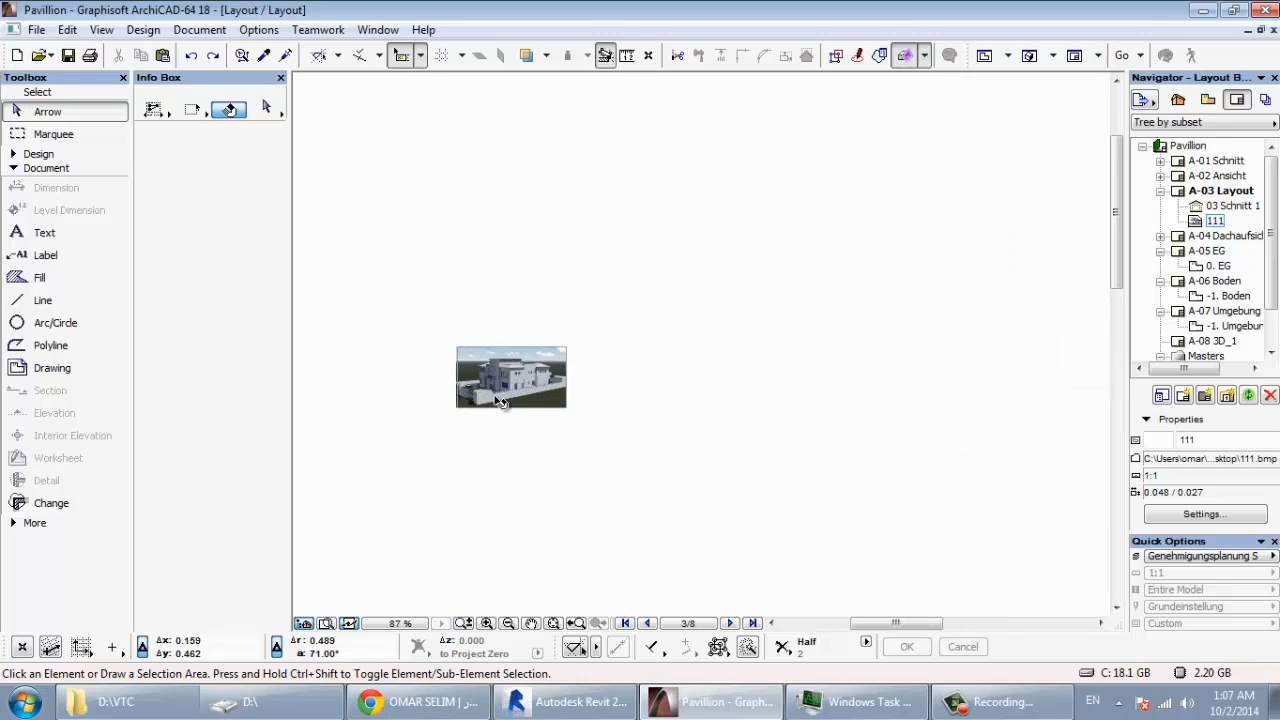 Pavillion - Graphisoft ArchiCAD-64 18 - [Layout / Layout]
File Edit View Design Document Options Teamwork Window Help
Go
Toolbox
Info Box
Navigator - Layout B...
Select
Arrow
Marquee
Design
Document
Dimension
Level Dimension
Text
Label
Fill
Line
Arc/Circle
Polyline
Drawing
Section
Elevation
Interior Elevation
Worksheet
Detail
Change
More
Tree by subset
Pavillion
A-01 Schnitt
A-02 Ansicht
A-03 Layout
03 Schnitt 1
111
A-04 Dachaufsic
A-05 EG
0. EG
A-06 Boden
-1. Boden
A-07 Umgebung
-1. Umgebur
A-08 3D_1
Masters
Properties
111
C:\Users\omar\...sktop\111.bmp
1:1
0.048 / 0.027
Settings...
Quick Options
Genehmigungsplanung S
1:1
Entire Model
Grundeinstellung
Custom
87 %
3/8
Δx: 0.159
Δy: 0.462
Δr: 0.489
a: 71.00°
Δz: 0.000
to Project Zero
Half
2
OK
Cancel
Click an Element or Draw a Selection Area. Press and Hold Ctrl+Shift to Toggle Element/Sub-Element Selection.
C: 18.1 GB
2.20 GB
D:\VTC
D:\
OMAR SELIM | ...
Autodesk Revit 2...
Pavillion - Graph...
Windows Task ...
Recording...
EN
1:07 AM
10/2/2014